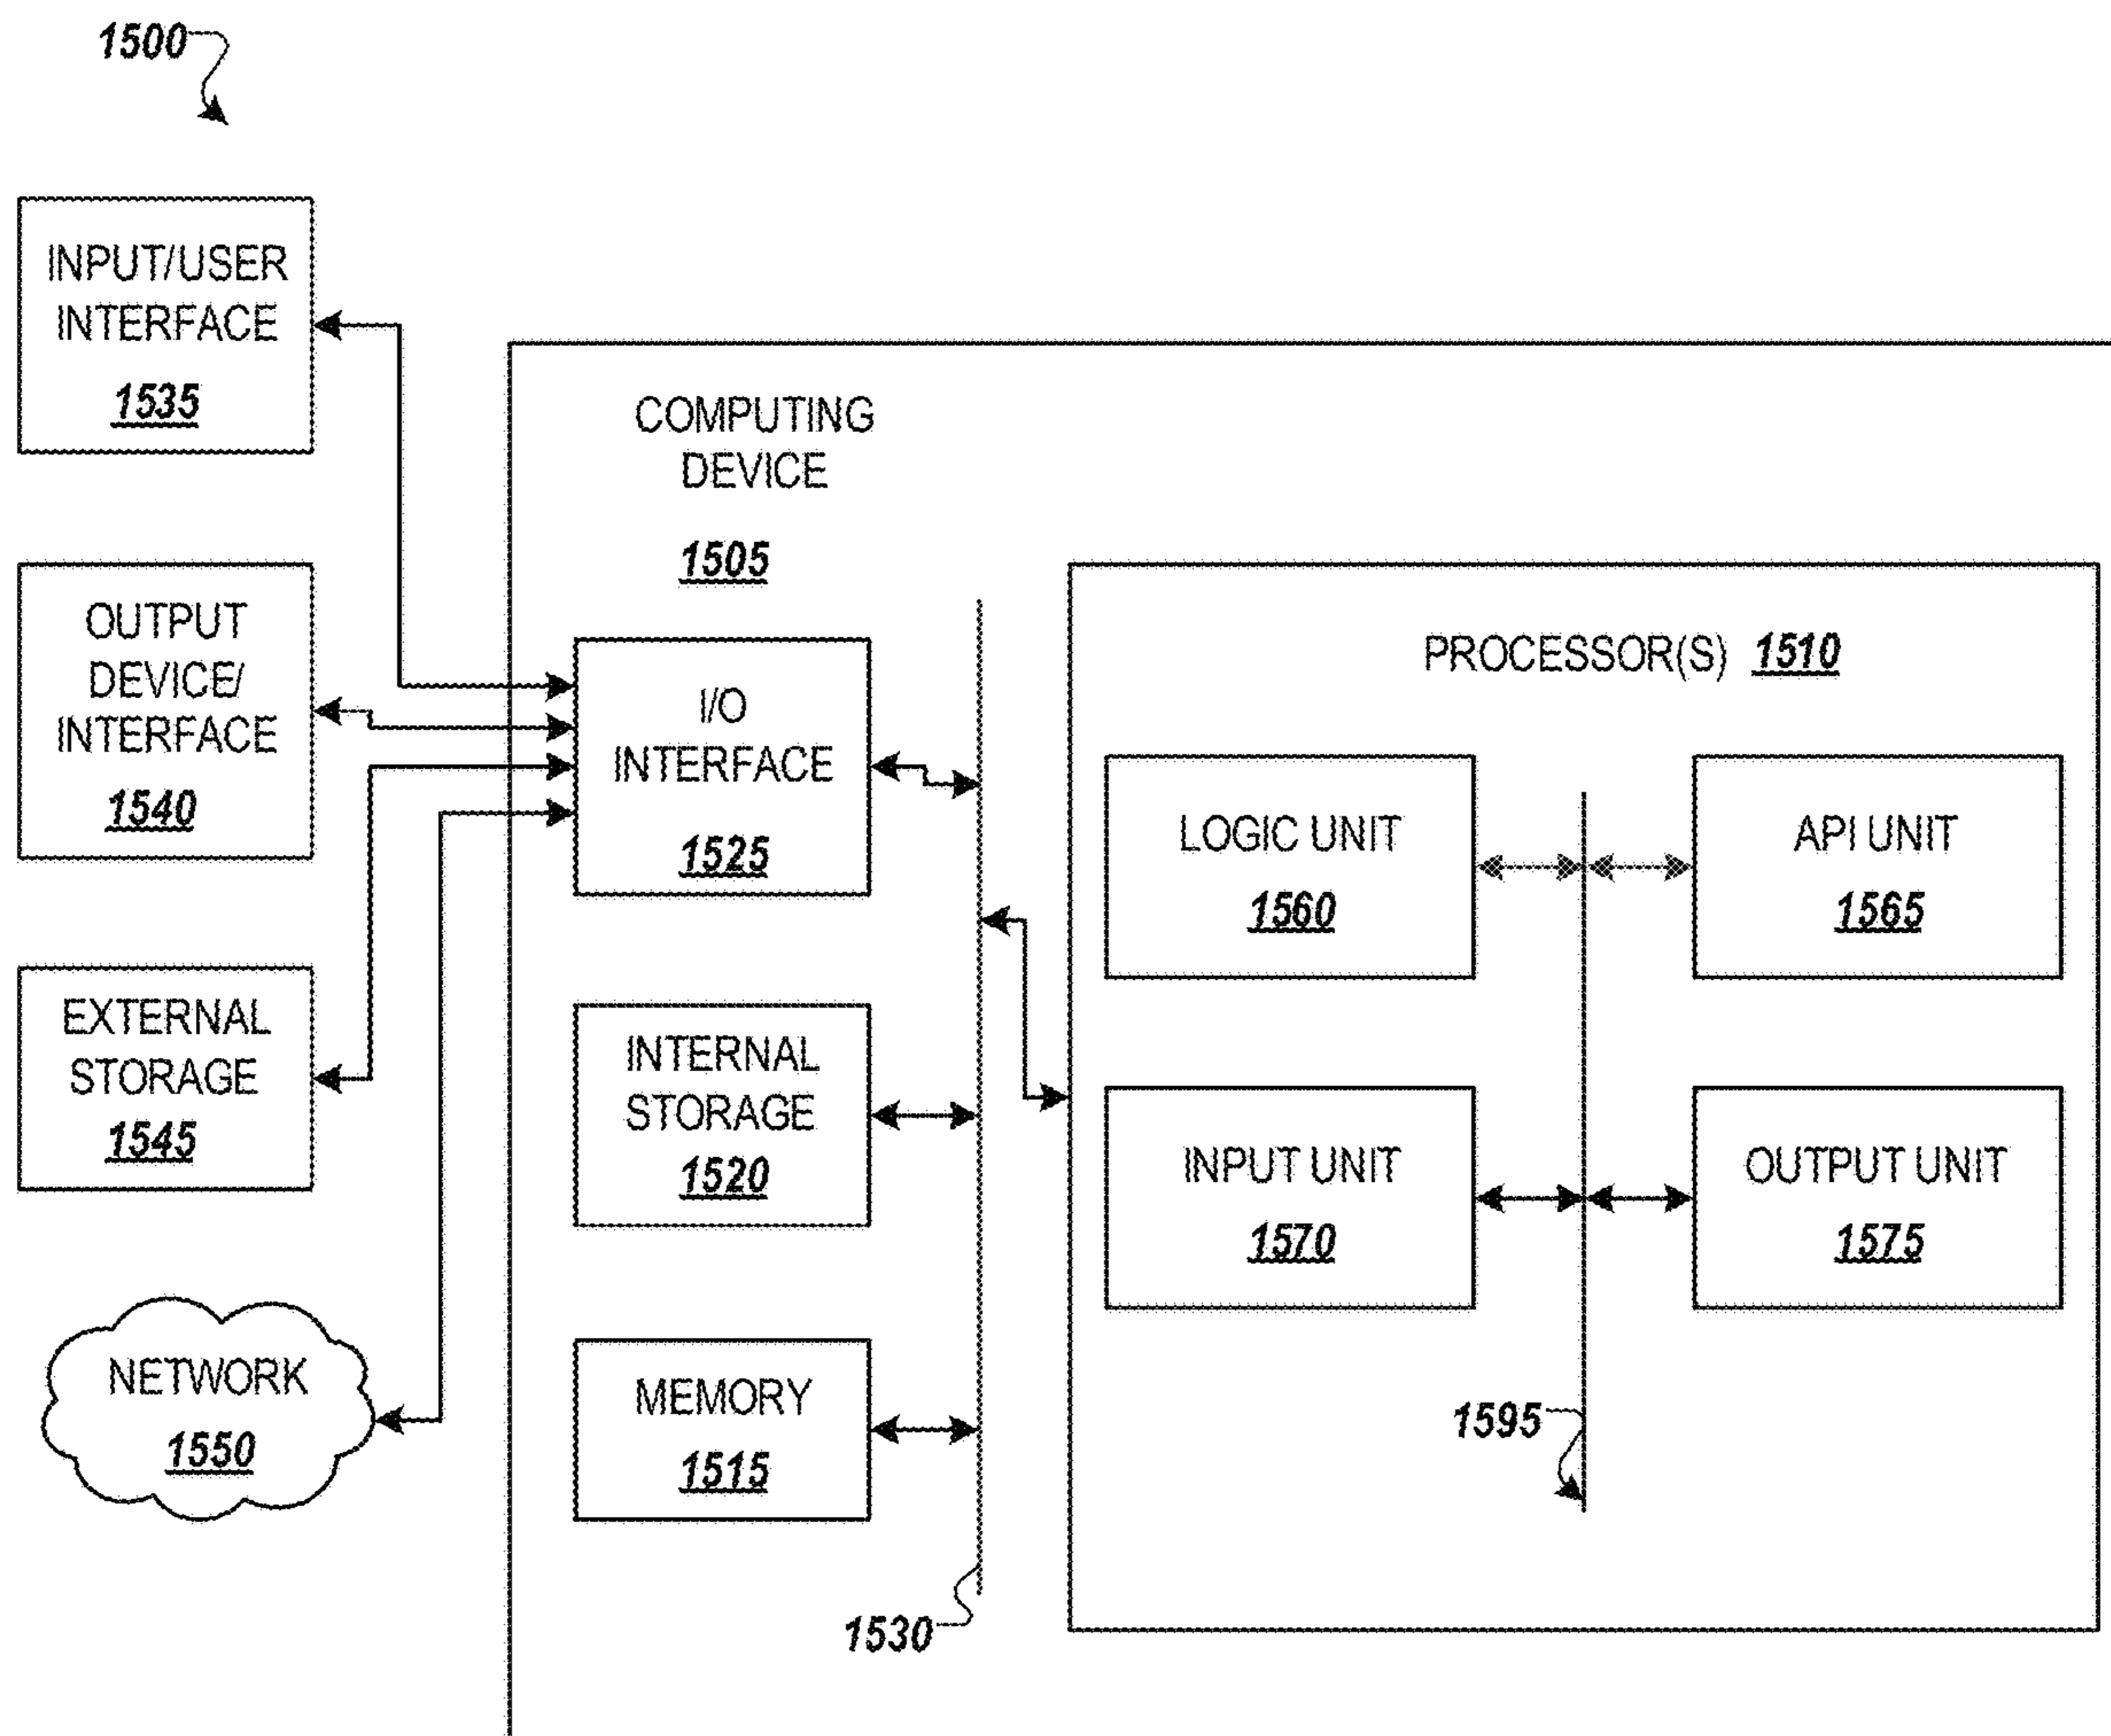 1500
INPUT/USER
INTERFACE
1535
OUTPUT
DEVICE/
INTERFACE
1540
EXTERNAL
STORAGE
1545
NETWORK
1550
COMPUTING
DEVICE
1505
I/O
INTERFACE
1525
INTERNAL
STORAGE
1520
MEMORY
1515
1530
PROCESSOR(S) 1510
LOGIC UNIT
1560
API UNIT
1565
INPUT UNIT
1570
OUTPUT UNIT
1575
1595